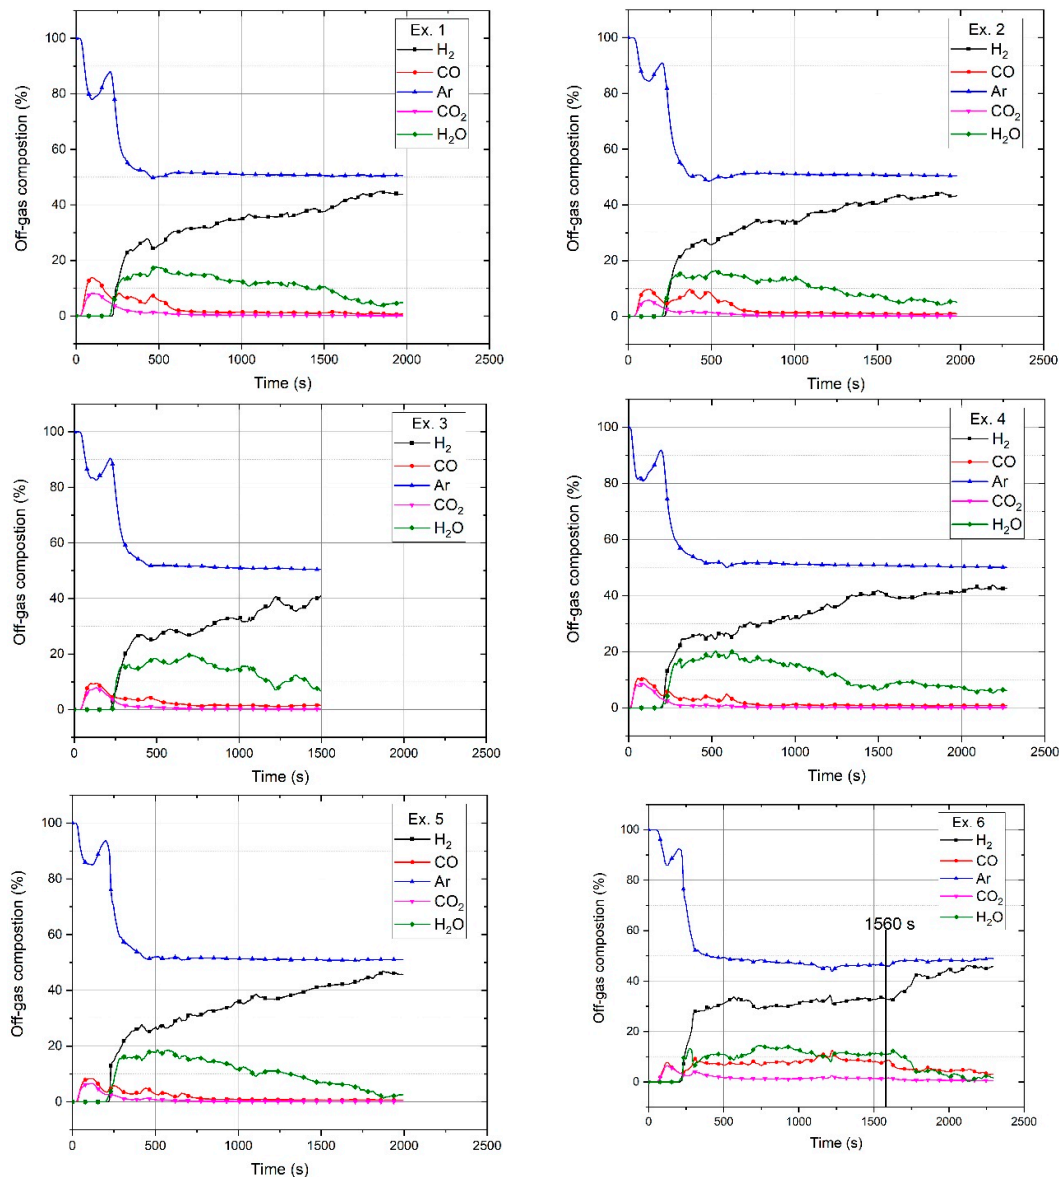 Ex. 1
H₂
CO
Ar
CO₂
H₂O
100
80
60
40
20
0
Off-gas compostion (%)
0 500 1000 1500 2000 2500
Time (s)
Ex. 2
H₂
CO
Ar
CO₂
H₂O
100
80
60
40
20
0
Off-gas compostion (%)
0 500 1000 1500 2000 2500
Time (s)
Ex. 3
H₂
CO
Ar
CO₂
H₂O
100
80
60
40
20
0
Off-gas compostion (%)
0 500 1000 1500 2000 2500
Time (s)
Ex. 4
H₂
CO
Ar
CO₂
H₂O
100
80
60
40
20
0
Off-gas compostion (%)
0 500 1000 1500 2000 2500
Time (s)
Ex. 5
H₂
CO
Ar
CO₂
H₂O
100
80
60
40
20
0
Off-gas compostion (%)
0 500 1000 1500 2000 2500
Time (s)
Ex. 6
H₂
CO
Ar
CO₂
H₂O
1560 s
100
80
60
40
20
0
Off-gas compostion (%)
0 500 1000 1500 2000 2500
Time (s)